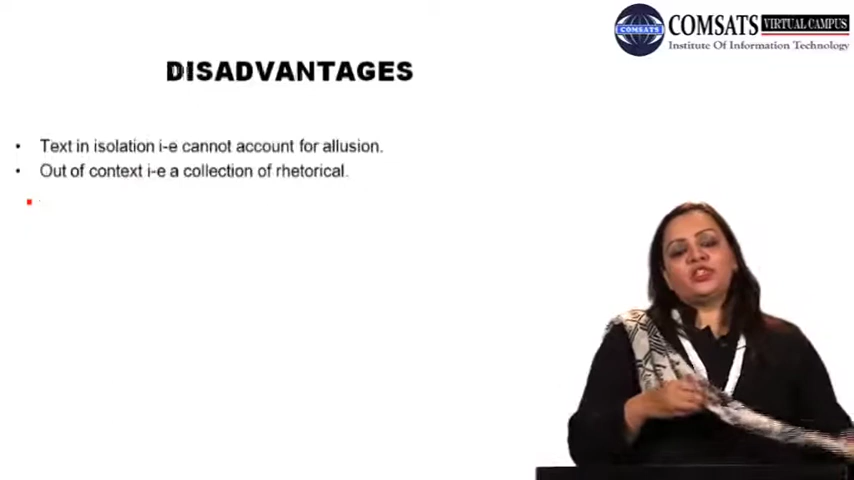 COMSATS VIRTUAL CAMPUS
Institute Of Information Technology
COMSATS
DISADVANTAGES
• Text in isolation i-e cannot account for allusion.
• Out of context i-e a collection of rhetorical.